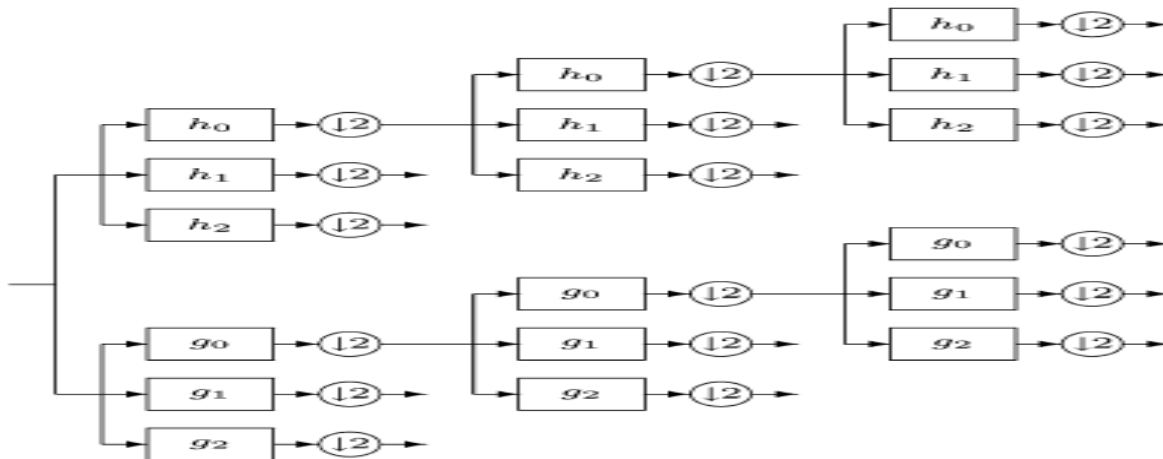 h₀ ↓2
h₀ ↓2 h₁ ↓2
h₀ ↓2 h₁ ↓2 h₂ ↓2
h₁ ↓2 h₂ ↓2
h₂ ↓2
g₀ ↓2
g₀ ↓2 g₁ ↓2
g₀ ↓2 g₁ ↓2 g₂ ↓2
g₁ ↓2 g₂ ↓2
g₂ ↓2